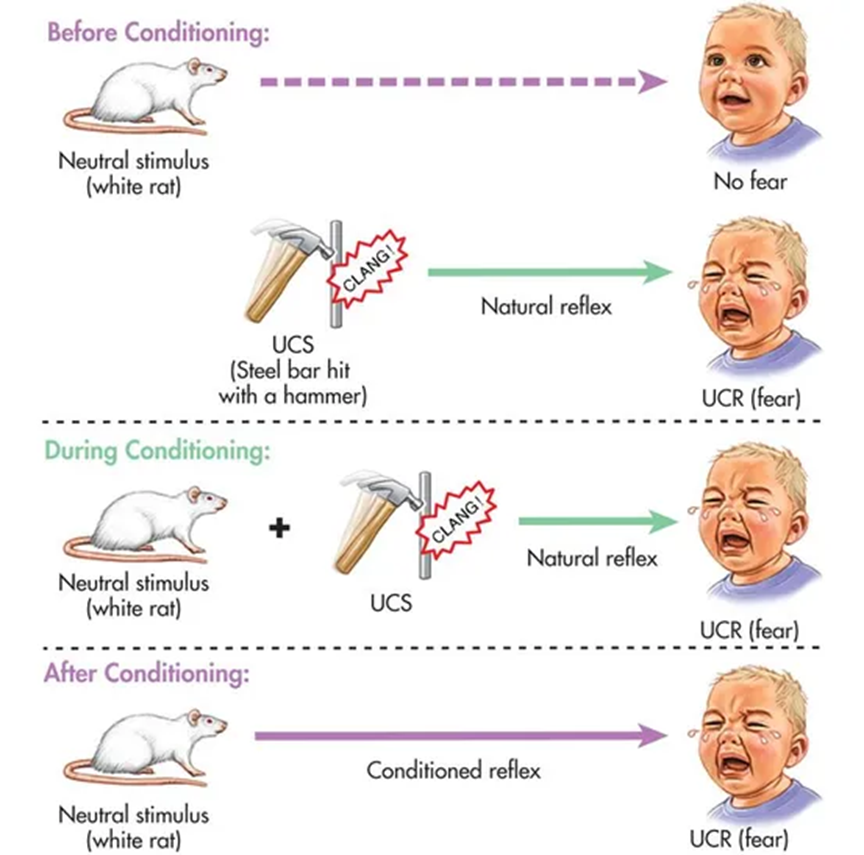 Before Conditioning:
Neutral stimulus
(white rat)
No fear
CLANG!
Natural reflex
UCS
(Steel bar hit
with a hammer)
UCR (fear)
During Conditioning:
+
CLANG!
Natural reflex
Neutral stimulus
(white rat)
UCS
UCR (fear)
After Conditioning:
Conditioned reflex
Neutral stimulus
(white rat)
UCR (fear)